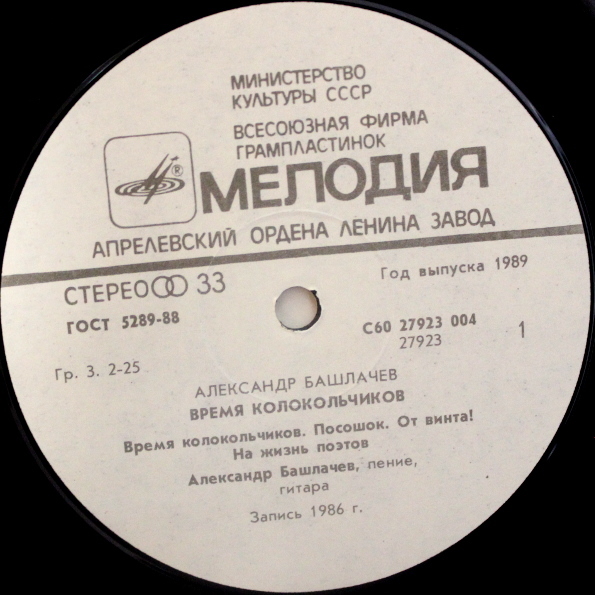 МИНИСТЕРСТВО
КУЛЬТУРЫ СССР
ВСЕСОЮЗНАЯ ФИРМА
ГРАМПЛАСТИНОК
®
МЕЛОДИЯ
АПРЕЛЕВСКИЙ ОРДЕНА ЛЕНИНА ЗАВОД
СТЕРЕО 33
Год выпуска 1989
ГОСТ 5289-88
С60 27923 004
27923
1
Гр. 3. 2-25
АЛЕКСАНДР БАШЛАЧЕВ
ВРЕМЯ КОЛОКОЛЬЧИКОВ
Время колокольчиков. Посошок. От винта!
На жизнь поэтов
Александр Башлачев, пение,
гитара
Запись 1986 г.